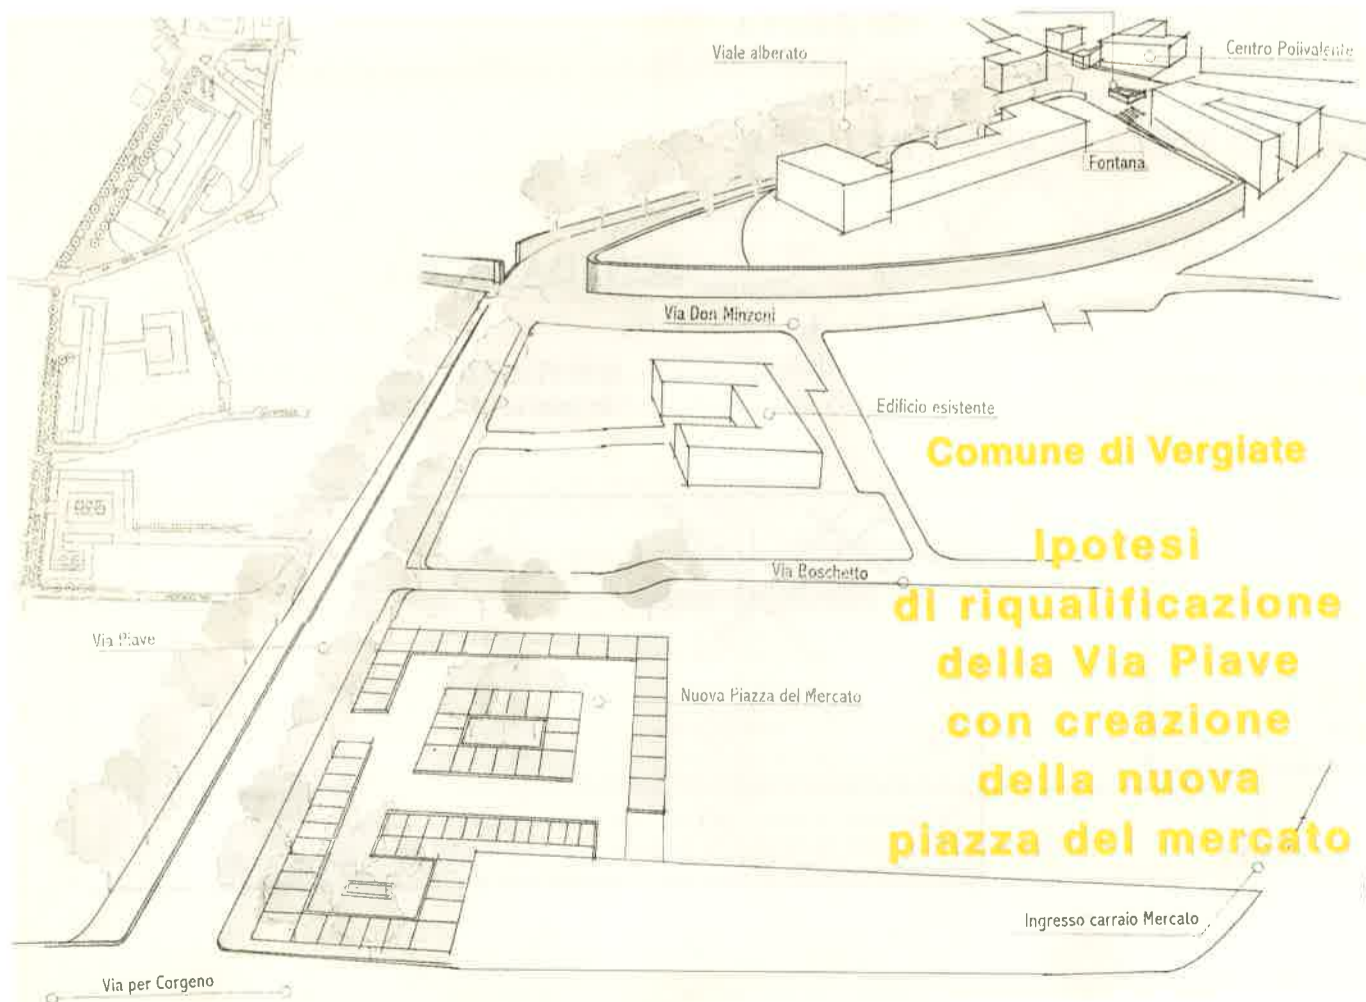 Viale alberato
Centro Polivalente
Fontana
Via Don Minzoni
Edificio esistente
Comune di Vergiate
Ipotesi
di riqualificazione
della Via Piave
con creazione
della nuova
piazza del mercato
Via Boschetto
Via Piave
Nuova Piazza del Mercato
Ingresso carraio Mercato
Via per Corgeno